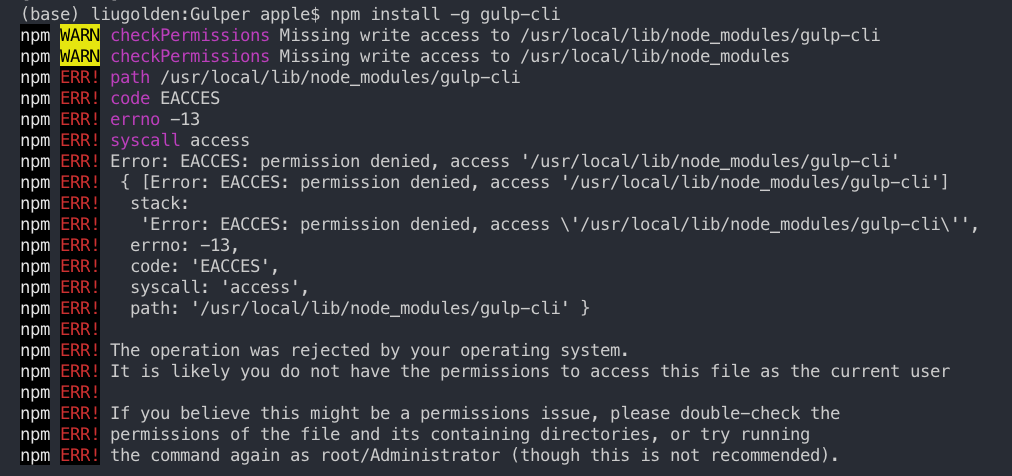 (base) liugolden:Gulper apple$ npm install -g gulp-cli
npm WARN checkPermissions Missing write access to /usr/local/lib/node_modules/gulp-cli
npm WARN checkPermissions Missing write access to /usr/local/lib/node_modules
npm ERR! path /usr/local/lib/node_modules/gulp-cli
npm ERR! code EACCES
npm ERR! errno -13
npm ERR! syscall access
npm ERR! Error: EACCES: permission denied, access '/usr/local/lib/node_modules/gulp-cli'
npm ERR!  { [Error: EACCES: permission denied, access '/usr/local/lib/node_modules/gulp-cli']
npm ERR!   stack:
npm ERR!    'Error: EACCES: permission denied, access \'/usr/local/lib/node_modules/gulp-cli\'',
npm ERR!   errno: -13,
npm ERR!   code: 'EACCES',
npm ERR!   syscall: 'access',
npm ERR!   path: '/usr/local/lib/node_modules/gulp-cli' }
npm ERR!
npm ERR! The operation was rejected by your operating system.
npm ERR! It is likely you do not have the permissions to access this file as the current user
npm ERR!
npm ERR! If you believe this might be a permissions issue, please double-check the
npm ERR! permissions of the file and its containing directories, or try running
npm ERR! the command again as root/Administrator (though this is not recommended).